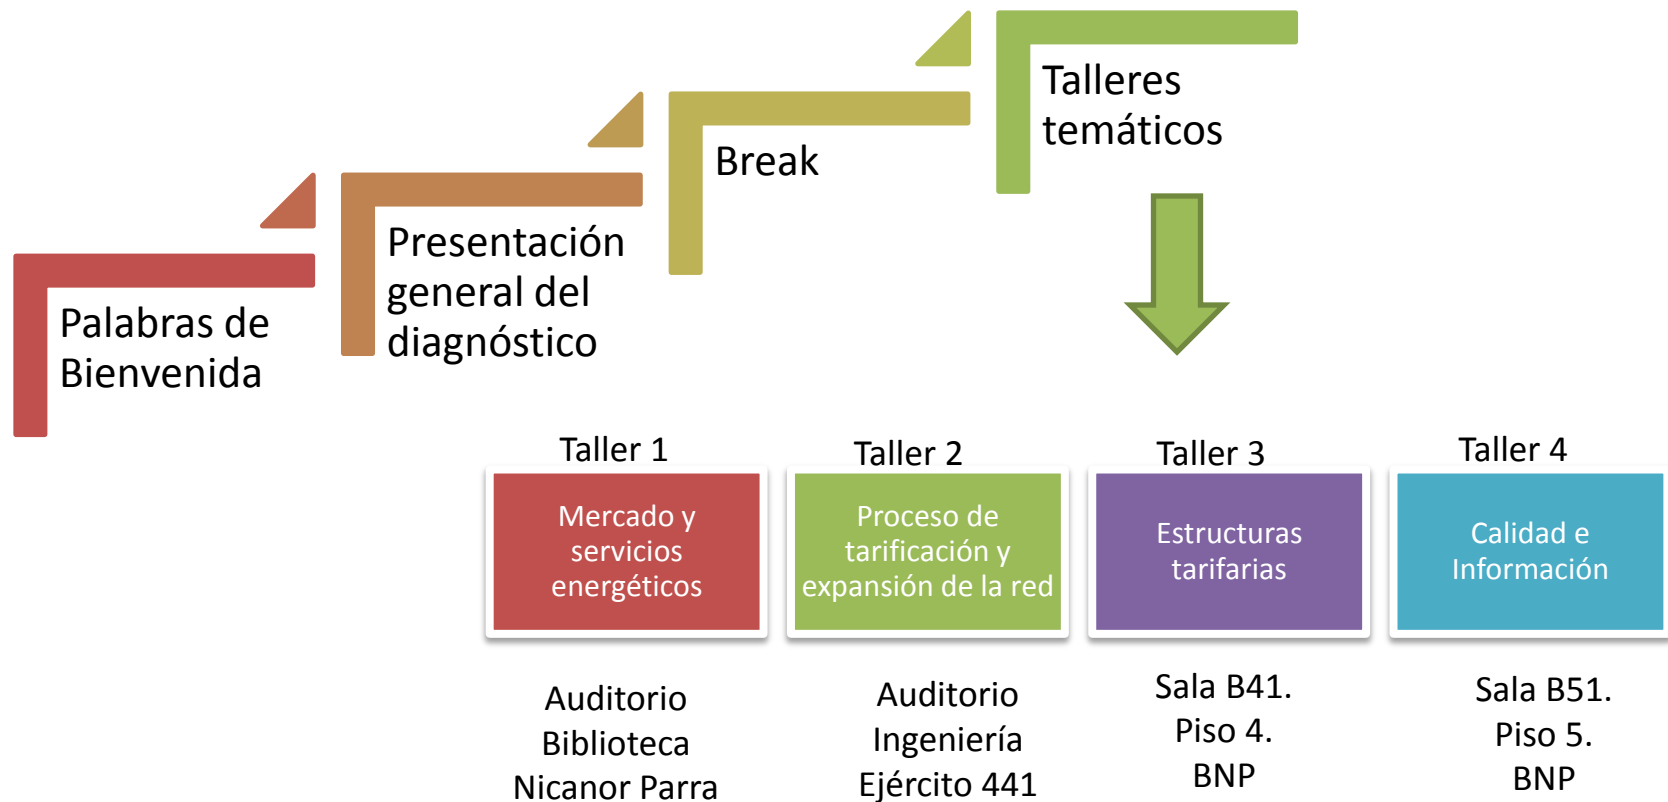 Palabras de
Bienvenida
Presentación
general del
diagnóstico
Break
Talleres
temáticos
Taller 1
Mercado y
servicios
energéticos
Auditorio
Biblioteca
Nicanor Parra
Taller 2
Proceso de
tarificación y
expansión de la red
Auditorio
Ingeniería
Ejército 441
Taller 3
Estructuras
tarifarias
Sala B41.
Piso 4.
BNP
Taller 4
Calidad e
Información
Sala B51.
Piso 5.
BNP